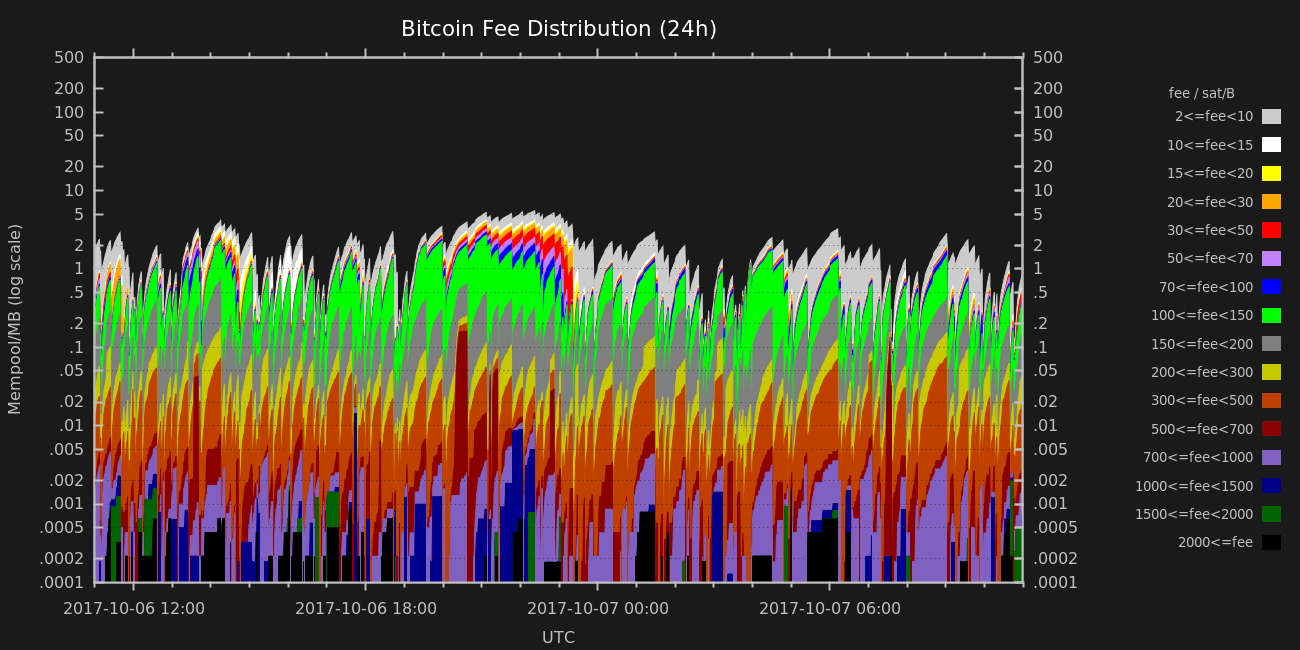 Bitcoin Fee Distribution (24h)
500
200
100
50
20
10
5
2
1
.5
.2
.1
.05
.02
.01
.005
.002
.001
.0005
.0002
.0001
Mempool/MB (log scale)
500
200
100
50
20
10
5
2
1
.5
.2
.1
.05
.02
.01
.005
.002
.001
.0005
.0002
.0001
fee / sat/B
2<=fee<10
10<=fee<15
15<=fee<20
20<=fee<30
30<=fee<50
50<=fee<70
70<=fee<100
100<=fee<150
150<=fee<200
200<=fee<300
300<=fee<500
500<=fee<700
700<=fee<1000
1000<=fee<1500
1500<=fee<2000
2000<=fee
2017-10-06 12:00 2017-10-06 18:00 2017-10-07 00:00 2017-10-07 06:00
UTC